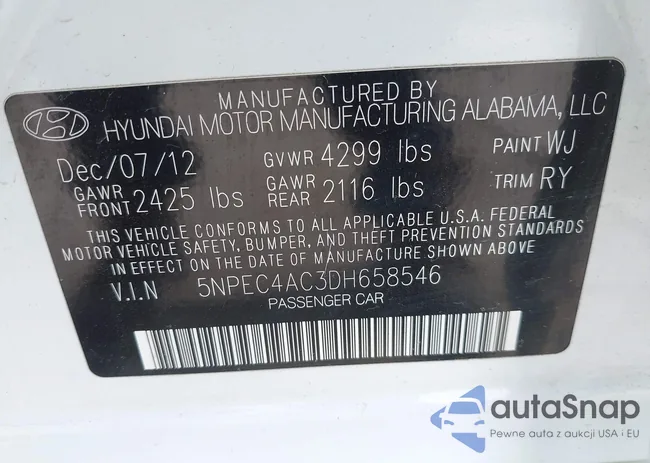 MANUFACTURED BY
HYUNDAI MOTOR MANUFACTURING ALABAMA, LLC
Dec/07/12 GVWR 4299 lbs PAINT WJ
GAWR FRONT 2425 lbs GAWR REAR 2116 lbs TRIM RY
THIS VEHICLE CONFORMS TO ALL APPLICABLE U.S.A. FEDERAL
MOTOR VEHICLE SAFETY, BUMPER, AND THEFT PREVENTION STANDARDS
IN EFFECT ON THE DATE OF MANUFACTURE SHOWN ABOVE
V.I.N 5NPEC4AC3DH658546
PASSENGER CAR
autaSnap
Pewne auta z aukcji USA i EU